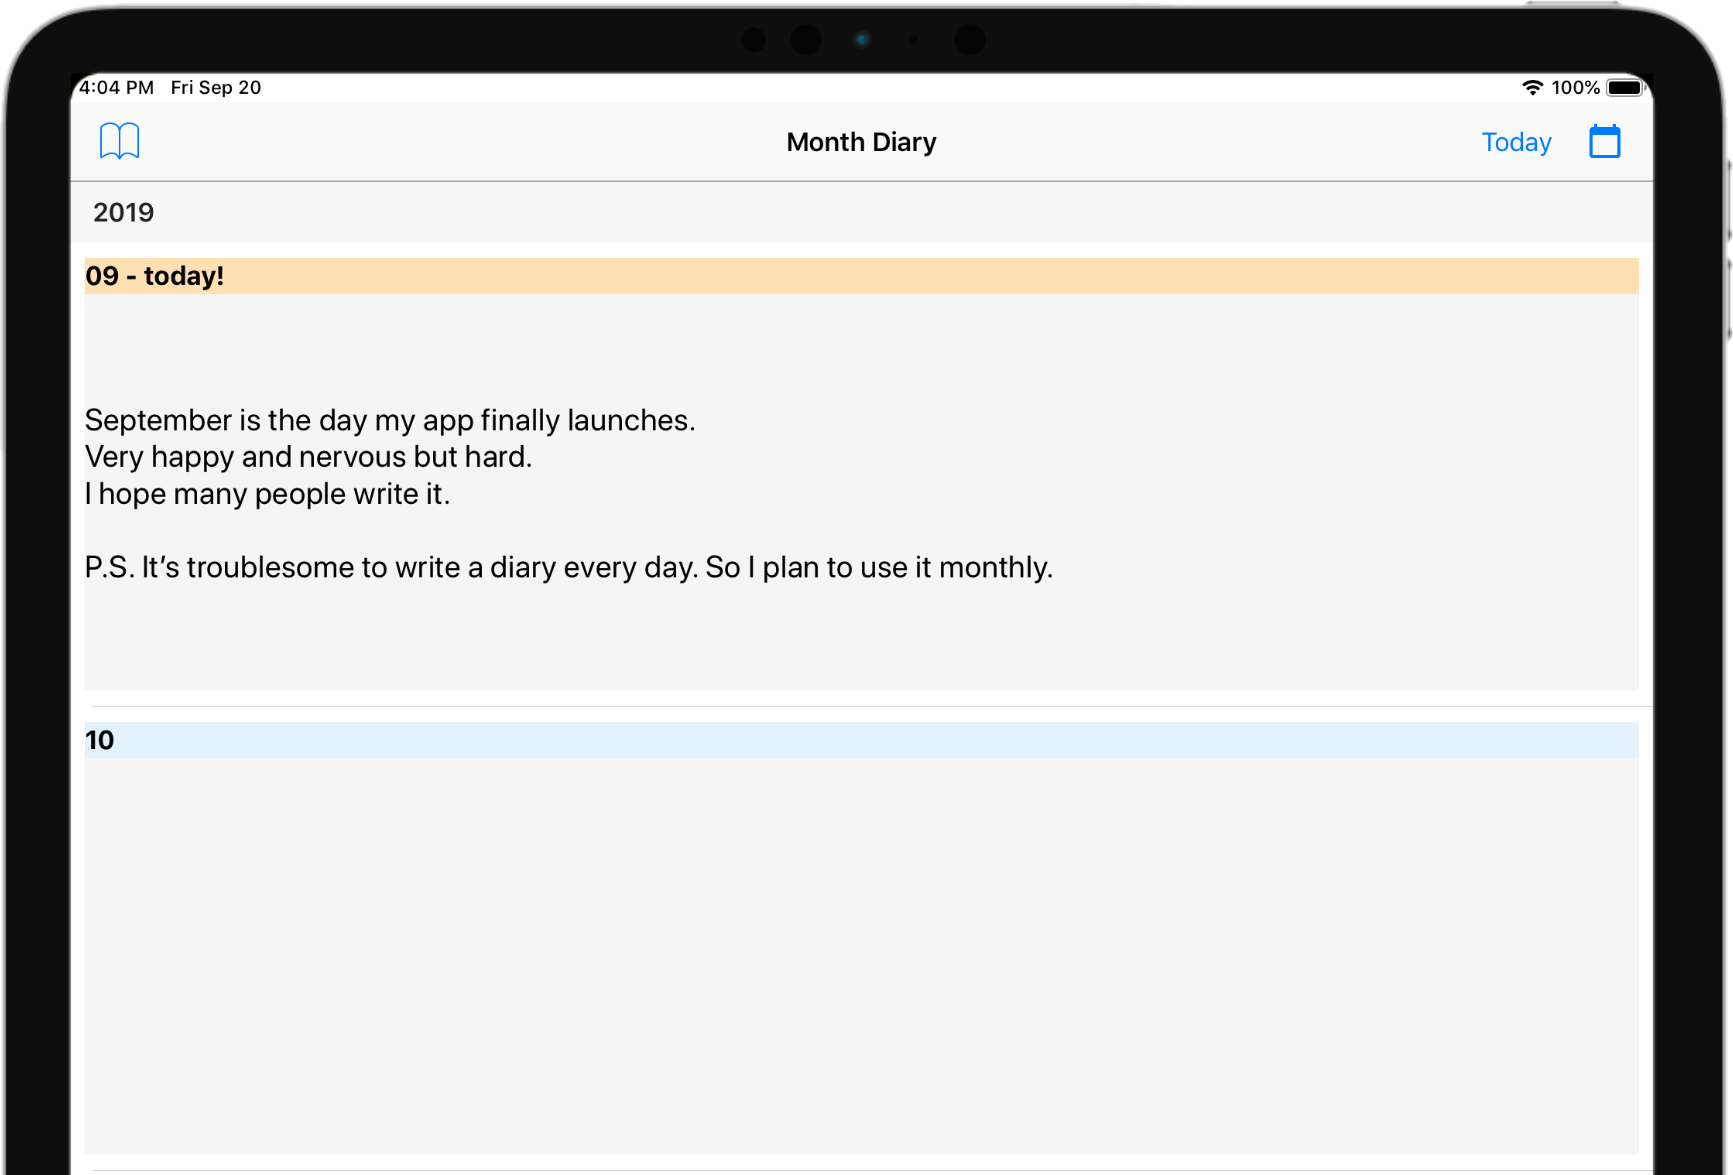 4:04 PM Fri Sep 20 100%
Month Diary Today
2019
09 - today!
September is the day my app finally launches.
Very happy and nervous but hard.
I hope many people write it.
P.S. It’s troublesome to write a diary every day. So I plan to use it monthly.
10